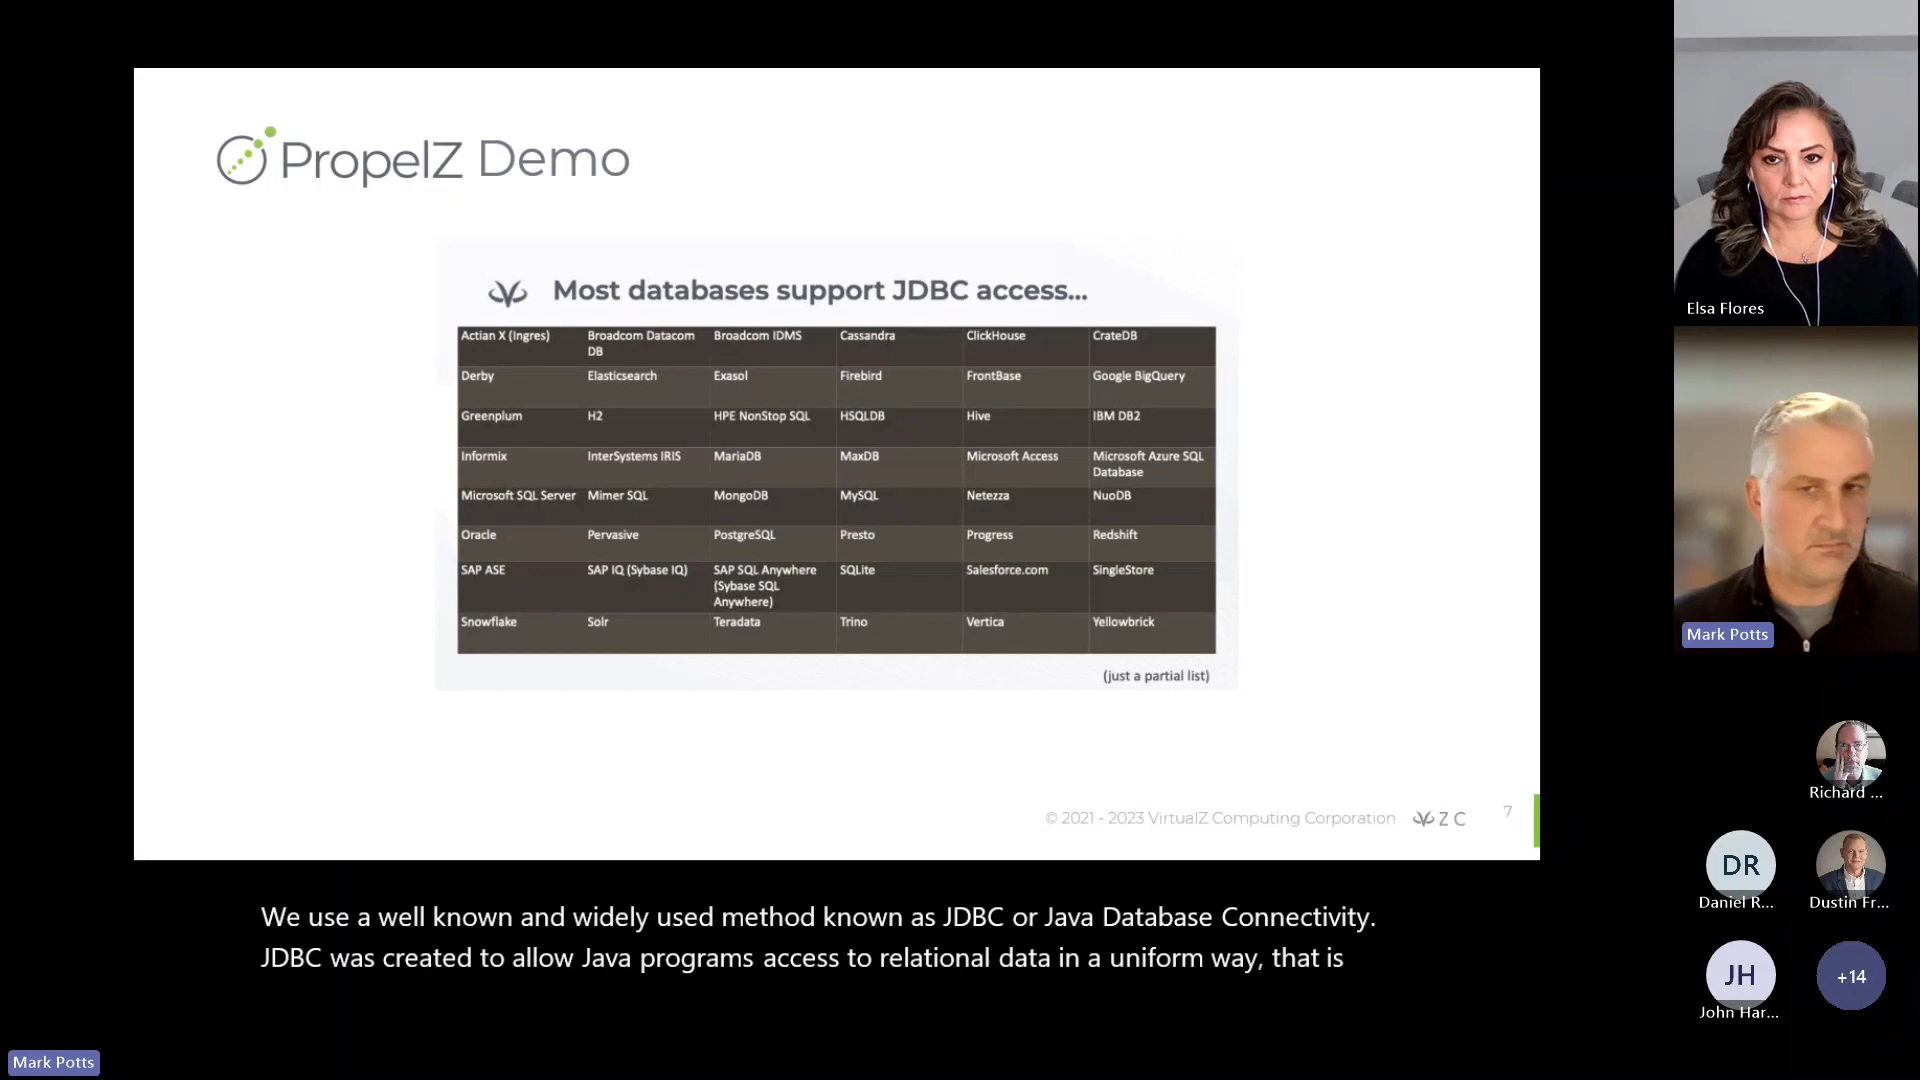 PropelZ Demo
Most databases support JDBC access...
Actian X (Ingres) Broadcom Datacom DB Broadcom IDMS Cassandra ClickHouse CrateDB
Derby Elasticsearch Exasol Firebird FrontBase Google BigQuery
Greenplum H2 HPE NonStop SQL HSQLDB Hive IBM DB2
Informix InterSystems IRIS MariaDB MaxDB Microsoft Access Microsoft Azure SQL Database
Microsoft SQL Server Mimer SQL MongoDB MySQL Netezza NuoDB
Oracle Pervasive PostgreSQL Presto Progress Redshift
SAP ASE SAP IQ (Sybase IQ) SAP SQL Anywhere (Sybase SQL Anywhere) SQLite Salesforce.com SingleStore
Snowflake Solr Teradata Trino Vertica Yellowbrick
(just a partial list)
© 2021 - 2023 VirtualZ Computing Corporation ZC 7
We use a well known and widely used method known as JDBC or Java Database Connectivity.
JDBC was created to allow Java programs access to relational data in a uniform way, that is
Mark Potts
Elsa Flores
Mark Potts
Richard ...
DR
Daniel R...
Dustin Fr...
JH
John Har...
+14